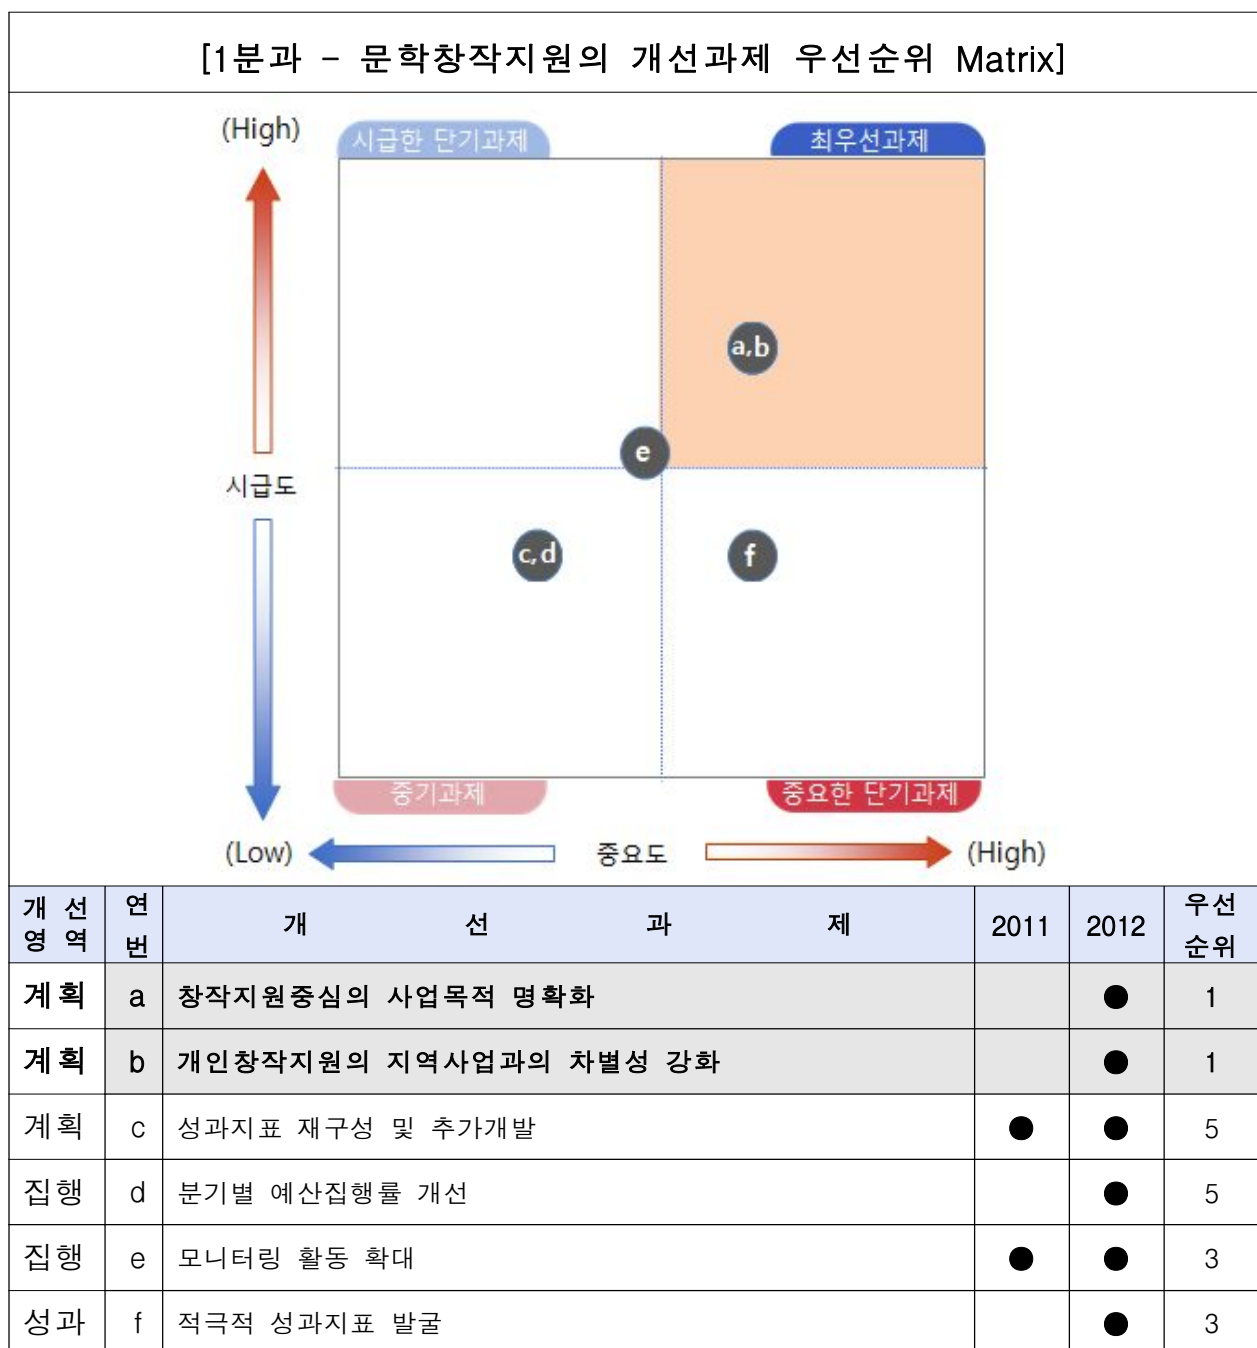 [1분과 – 문학창작지원의 개선과제 우선순위 Matrix]
(High)
시급한 단기과제
최우선과제
a,b
e
시급도
c,d
f
중기과제
중요한 단기과제
(Low)
중요도
(High)
개 선 영 역 연 번 개 선 과 제 2011 2012 우선 순위
계획 a 창작지원중심의 사업목적 명확화 ● 1
계획 b 개인창작지원의 지역사업과의 차별성 강화 ● 1
계획 c 성과지표 재구성 및 추가개발 ● ● 5
집행 d 분기별 예산집행률 개선 ● 5
집행 e 모니터링 활동 확대 ● ● 3
성과 f 적극적 성과지표 발굴 ● 3